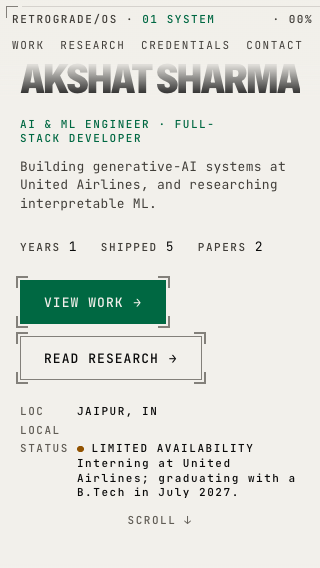 RETROGRADE/OS · 01 SYSTEM · 00%
WORK RESEARCH CREDENTIALS CONTACT
AKSHAT SHARMA
AI & ML ENGINEER · FULL-
STACK DEVELOPER
Building generative-AI systems at
United Airlines, and researching
interpretable ML.
YEARS 1 SHIPPED 5 PAPERS 2
VIEW WORK →
READ RESEARCH →
LOC JAIPUR, IN
LOCAL
STATUS ● LIMITED AVAILABILITY
Interning at United
Airlines; graduating with a
B.Tech in July 2027.
SCROLL ↓